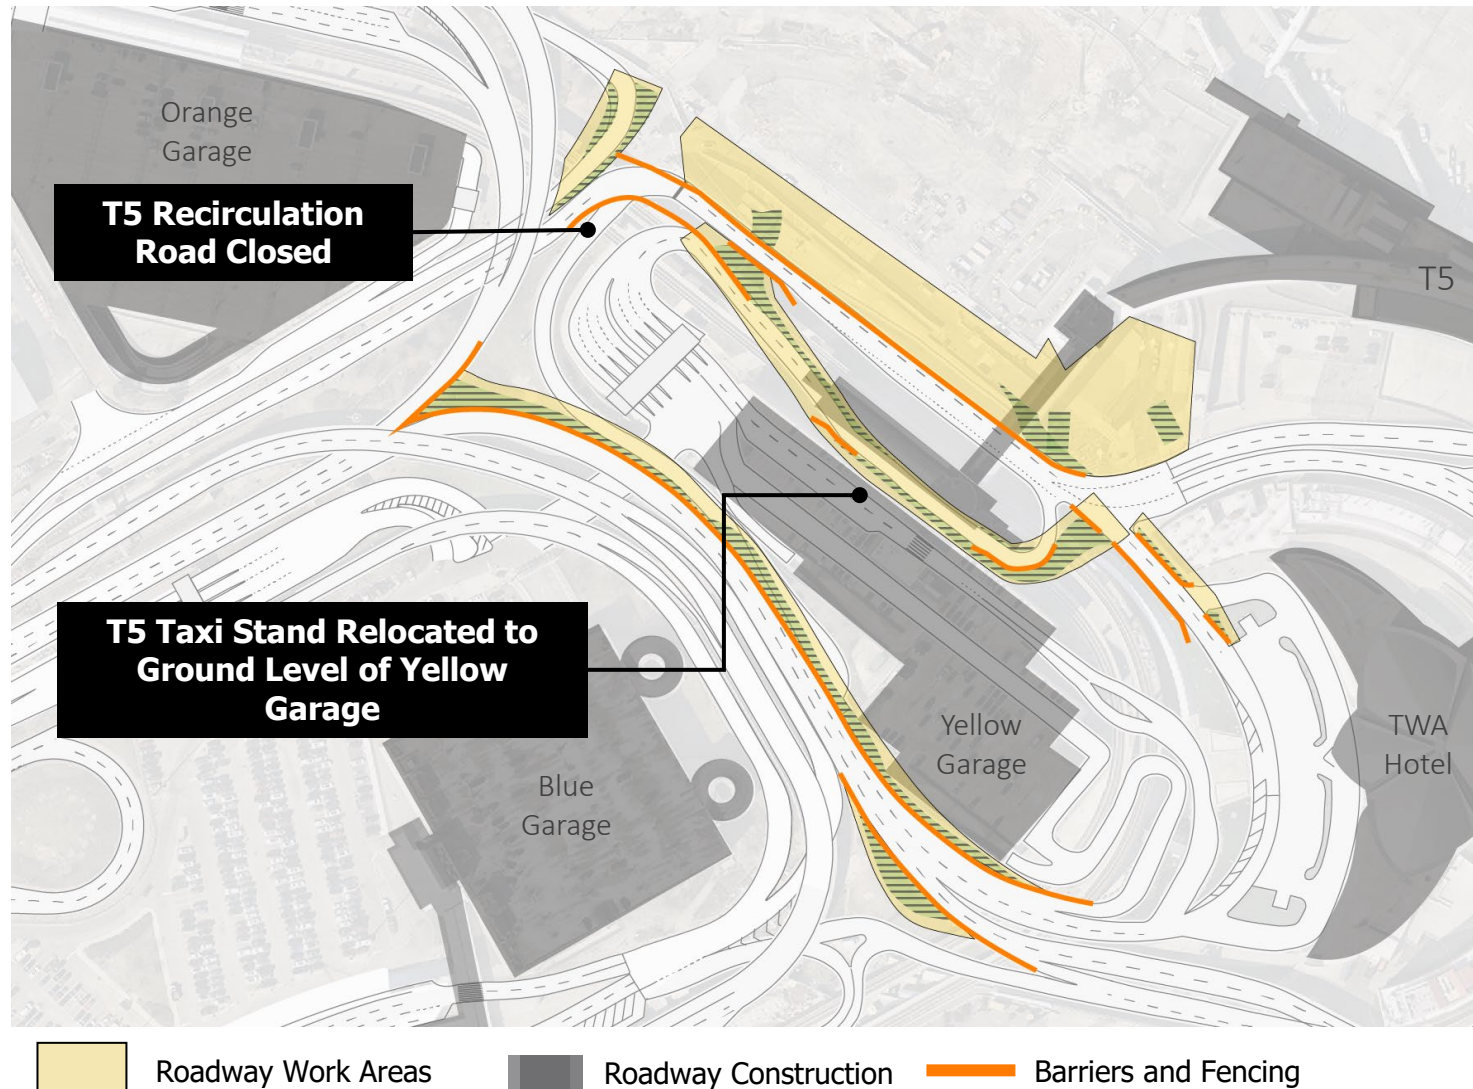 Orange
Garage
T5 Recirculation
Road Closed
T5
T5 Taxi Stand Relocated to
Ground Level of Yellow
Garage
Yellow
Garage
TWA
Hotel
Blue
Garage
Roadway Work Areas
Roadway Construction
Barriers and Fencing